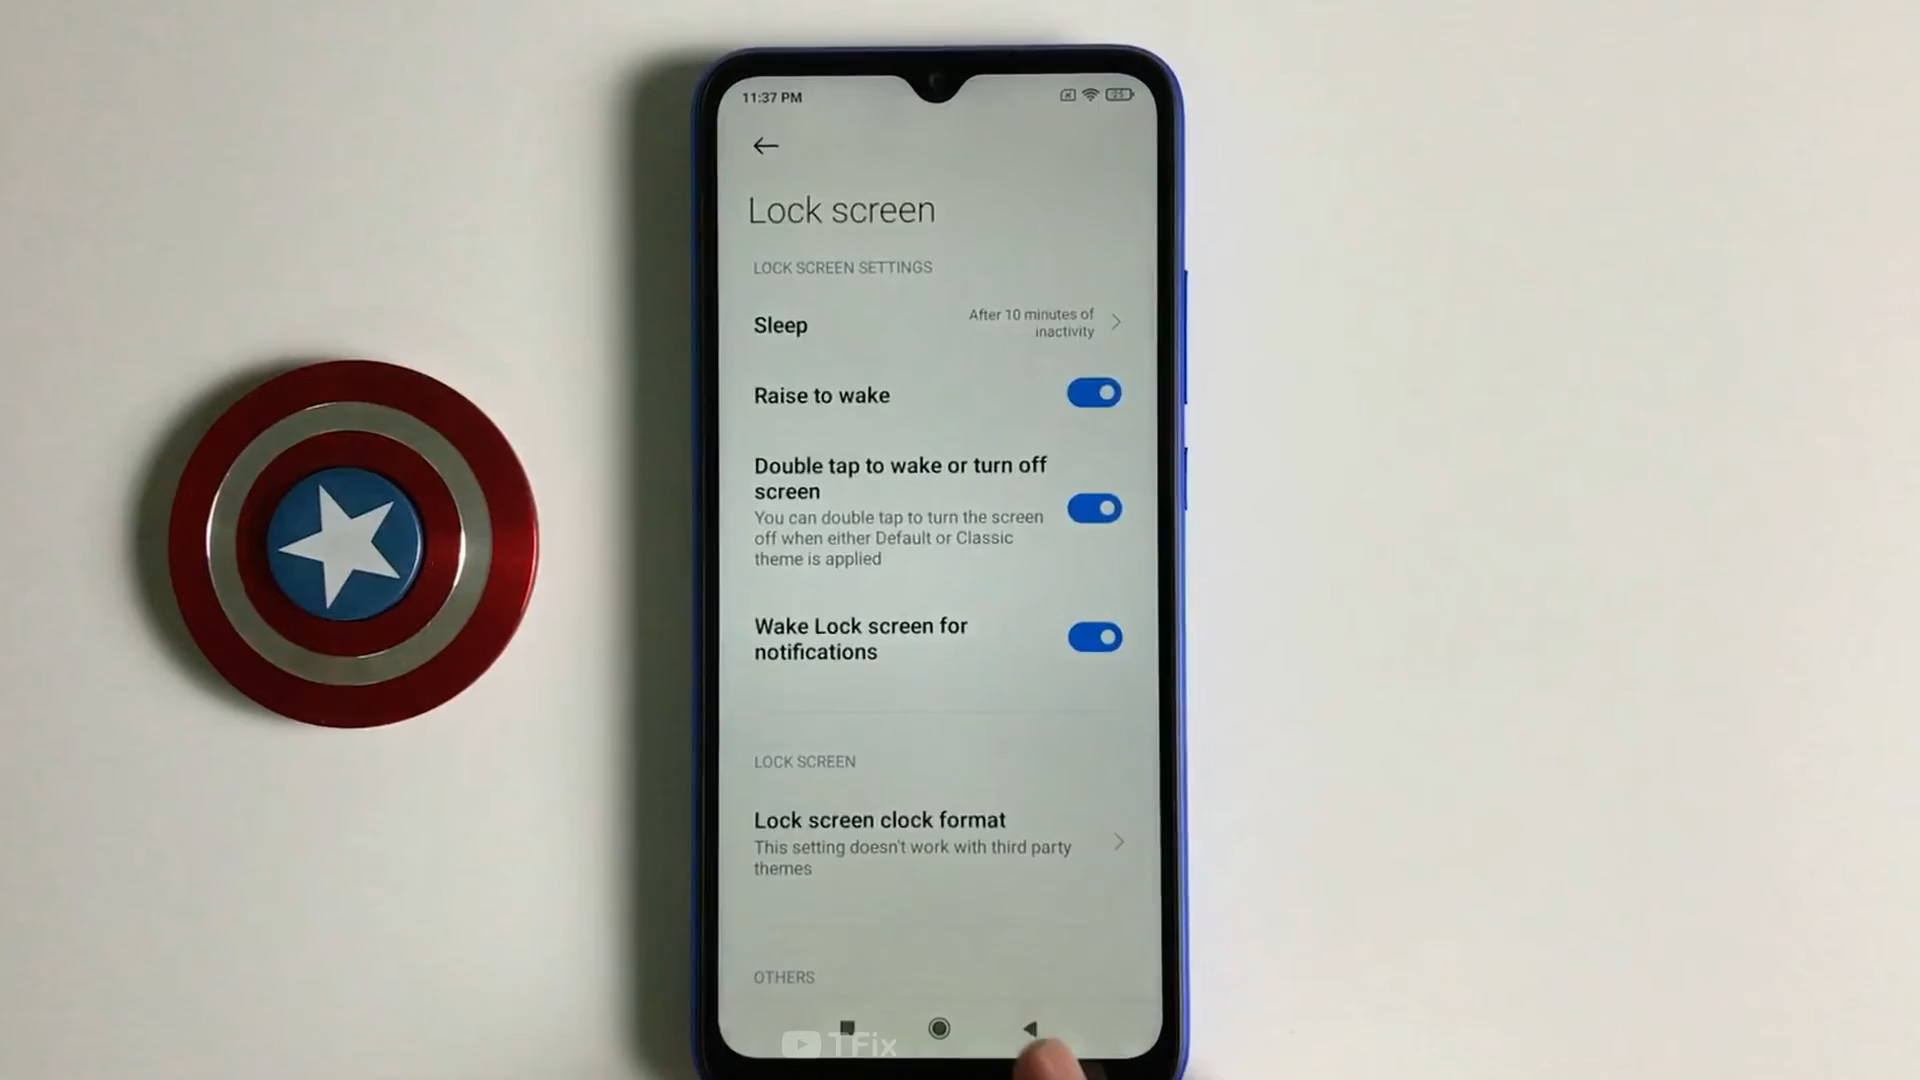 11:37 PM
25
Lock screen
LOCK SCREEN SETTINGS
Sleep
After 10 minutes of
inactivity
Raise to wake
Double tap to wake or turn off
screen
You can double tap to turn the screen
off when either Default or Classic
theme is applied
Wake Lock screen for
notifications
LOCK SCREEN
Lock screen clock format
This setting doesn't work with third party
themes
OTHERS
TFix